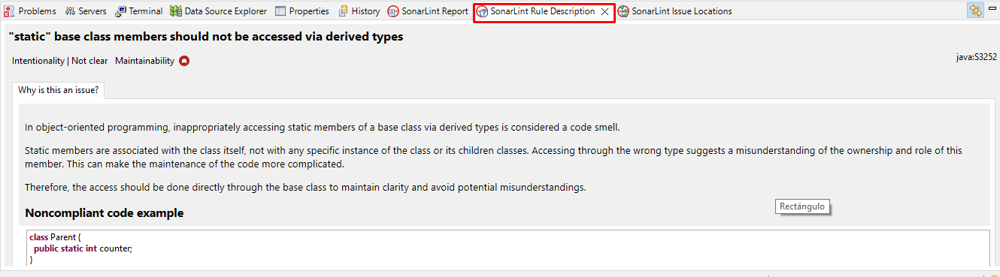 Problems Servers Terminal Data Source Explorer Properties History SonarLint Report SonarLint Rule Description SonarLint Issue Locations
"static" base class members should not be accessed via derived types
Intentionality | Not clear Maintainability java:S3252
Why is this an issue?
In object-oriented programming, inappropriately accessing static members of a base class via derived types is considered a code smell.
Static members are associated with the class itself, not with any specific instance of the class or its children classes. Accessing through the wrong type suggests a misunderstanding of the ownership and role of this
member. This can make the maintenance of the code more complicated.
Therefore, the access should be done directly through the base class to maintain clarity and avoid potential misunderstandings.
Rectángulo
Noncompliant code example
class Parent {
public static int counter;
}